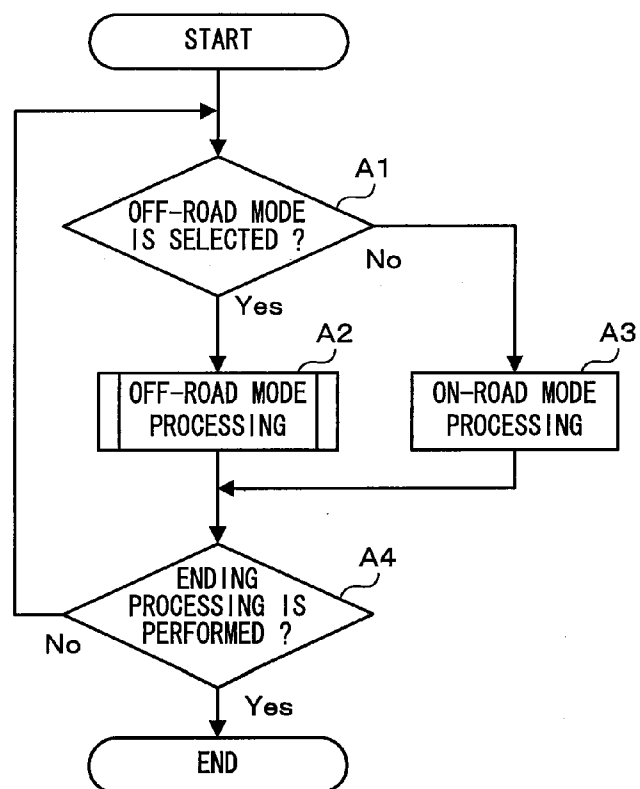 START
A1
OFF-ROAD MODE
IS SELECTED ?
No
Yes
A2
A3
OFF-ROAD MODE
PROCESSING
ON-ROAD MODE
PROCESSING
A4
ENDING
PROCESSING IS
PERFORMED ?
No
Yes
END